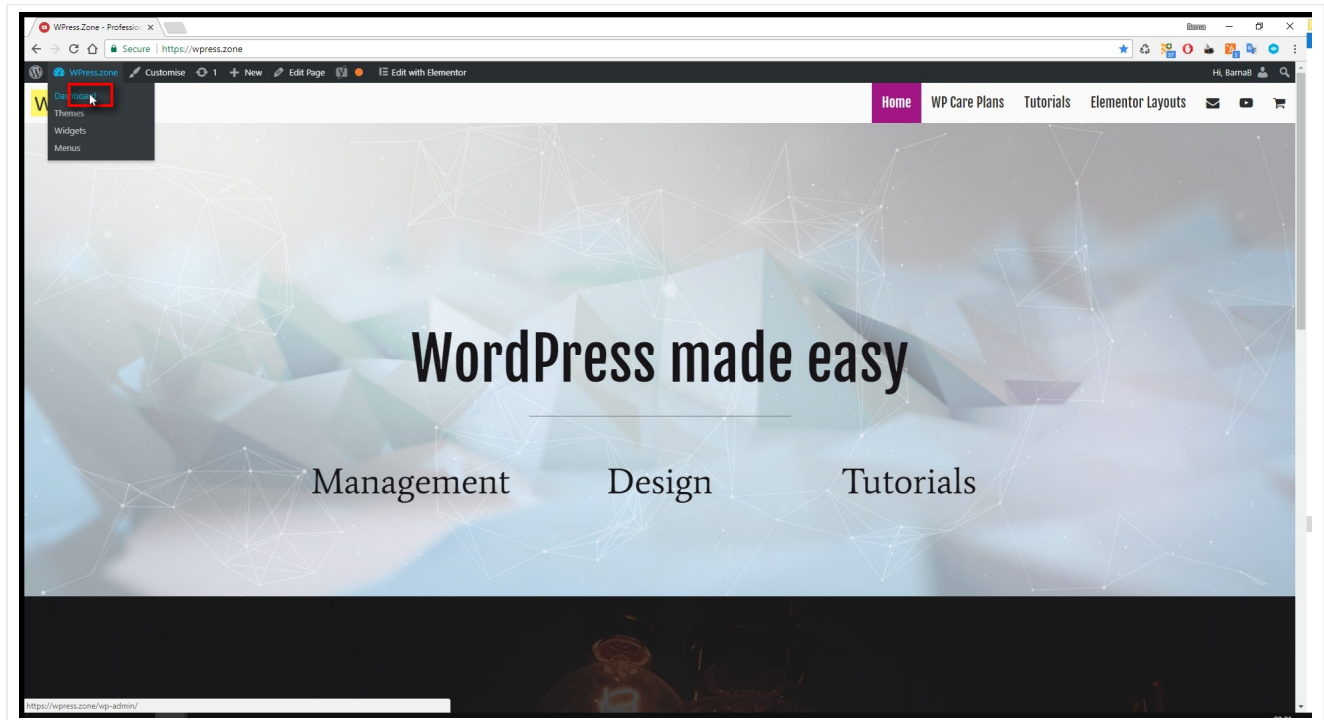 WPress.Zone - Profession
Secure | https://wpress.zone
WPress.zone Customise 1 + New Edit Page Edit with Elementor Hi, BarnaB
Dashboard
Themes
Widgets
Menus
W
Home WP Care Plans Tutorials Elementor Layouts
WordPress made easy
Management Design Tutorials
https://wpress.zone/wp-admin/